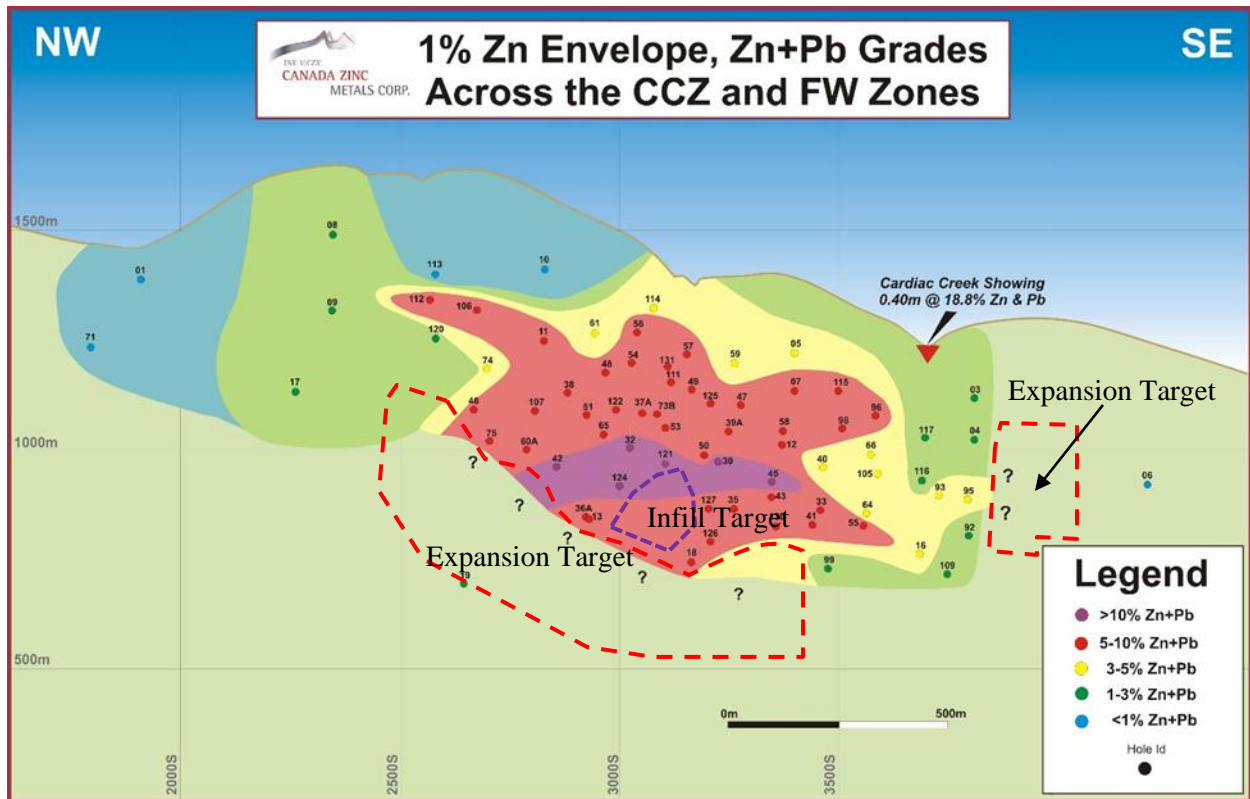 NW
1% Zn Envelope, Zn+Pb Grades
Across the CCZ and FW Zones
CANADA ZINC
METALS CORP.
SE
1500m
08
01
113
10
Cardiac Creek Showing
0.40m @ 18.8% Zn & Pb
112
106
114
09
61
56
71
120
11
57
05
54
131
59
74
48
111
17
38
49
07
115
03
Expansion Target
46
107
51
122
37A
73B
125
47
96
1000m
75
65
53
39A
58
98
117
04
60A
32
50
12
66
42
121
30
40
105
116
?
06
124
45
93
95
?
127
35
43
33
64
?
36A
13
Infill Target
41
55
92
?
126
16
Expansion Target
18
99
109
?
?
?
Legend
>10% Zn+Pb
5-10% Zn+Pb
3-5% Zn+Pb
1-3% Zn+Pb
<1% Zn+Pb
Hole Id
500m
0m
500m
2000S
2500S
3000S
3500S